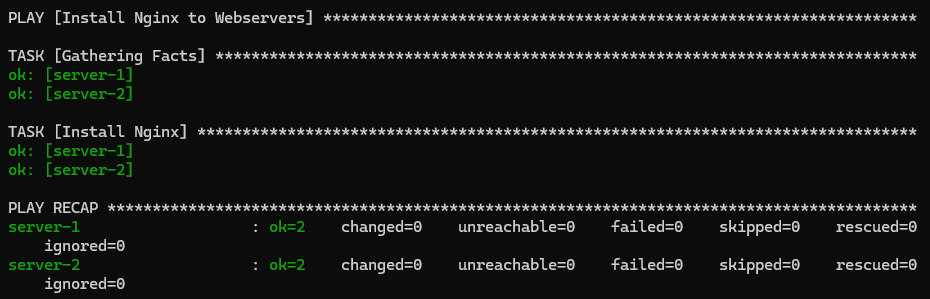 PLAY [Install Nginx to Webservers] ******************************************************************
TASK [Gathering Facts] ******************************************************************************
ok: [server-1]
ok: [server-2]
TASK [Install Nginx] ********************************************************************************
ok: [server-1]
ok: [server-2]
PLAY RECAP ******************************************************************************************
server-1                   : ok=2    changed=0    unreachable=0    failed=0    skipped=0    rescued=0
    ignored=0
server-2                   : ok=2    changed=0    unreachable=0    failed=0    skipped=0    rescued=0
    ignored=0